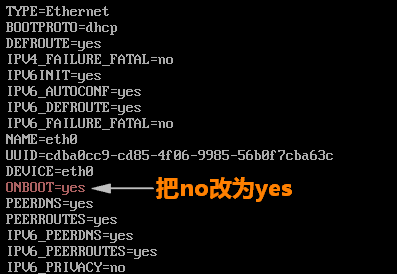 TYPE=Ethernet
BOOTPROTO=dhcp
DEFROUTE=yes
IPV4_FAILURE_FATAL=no
IPV6INIT=yes
IPV6_AUTOCONF=yes
IPV6_DEFROUTE=yes
IPV6_FAILURE_FATAL=no
NAME=eth0
UUID=cdba0cc9-cd85-4f06-9985-56b0f7cba63c
DEVICE=eth0
ONBOOT=yes 把no改为yes
PEERDNS=yes
PEERROUTES=yes
IPV6_PEERDNS=yes
IPV6_PEERROUTES=yes
IPV6_PRIVACY=no